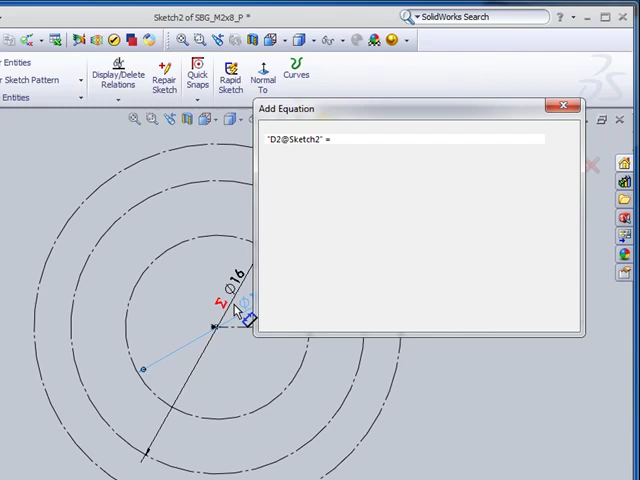 Sketch2 of SBG_M2x8_P *
SolidWorks Search
Entities
Sketch Pattern
Entities
Display/Delete
Relations
Repair
Sketch
Quick
Snaps
Rapid
Sketch
Normal
To
Curves
Add Equation
"D2@Sketch2" =
Σ Ø16